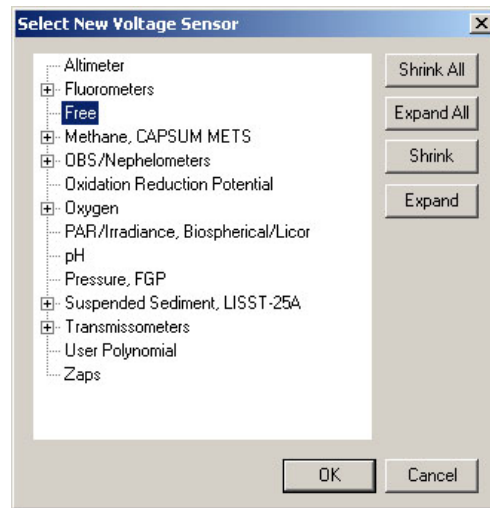 Select New Voltage Sensor
Altimeter
Fluorometers
Free
Methane, CAPSUM METS
OBS/Nephelometers
Oxidation Reduction Potential
Oxygen
PAR/Irradiance, Biospherical/Licor
pH
Pressure, FGP
Suspended Sediment, LISST-25A
Transmissometers
User Polynomial
Zaps
Shrink All
Expand All
Shrink
Expand
OK
Cancel